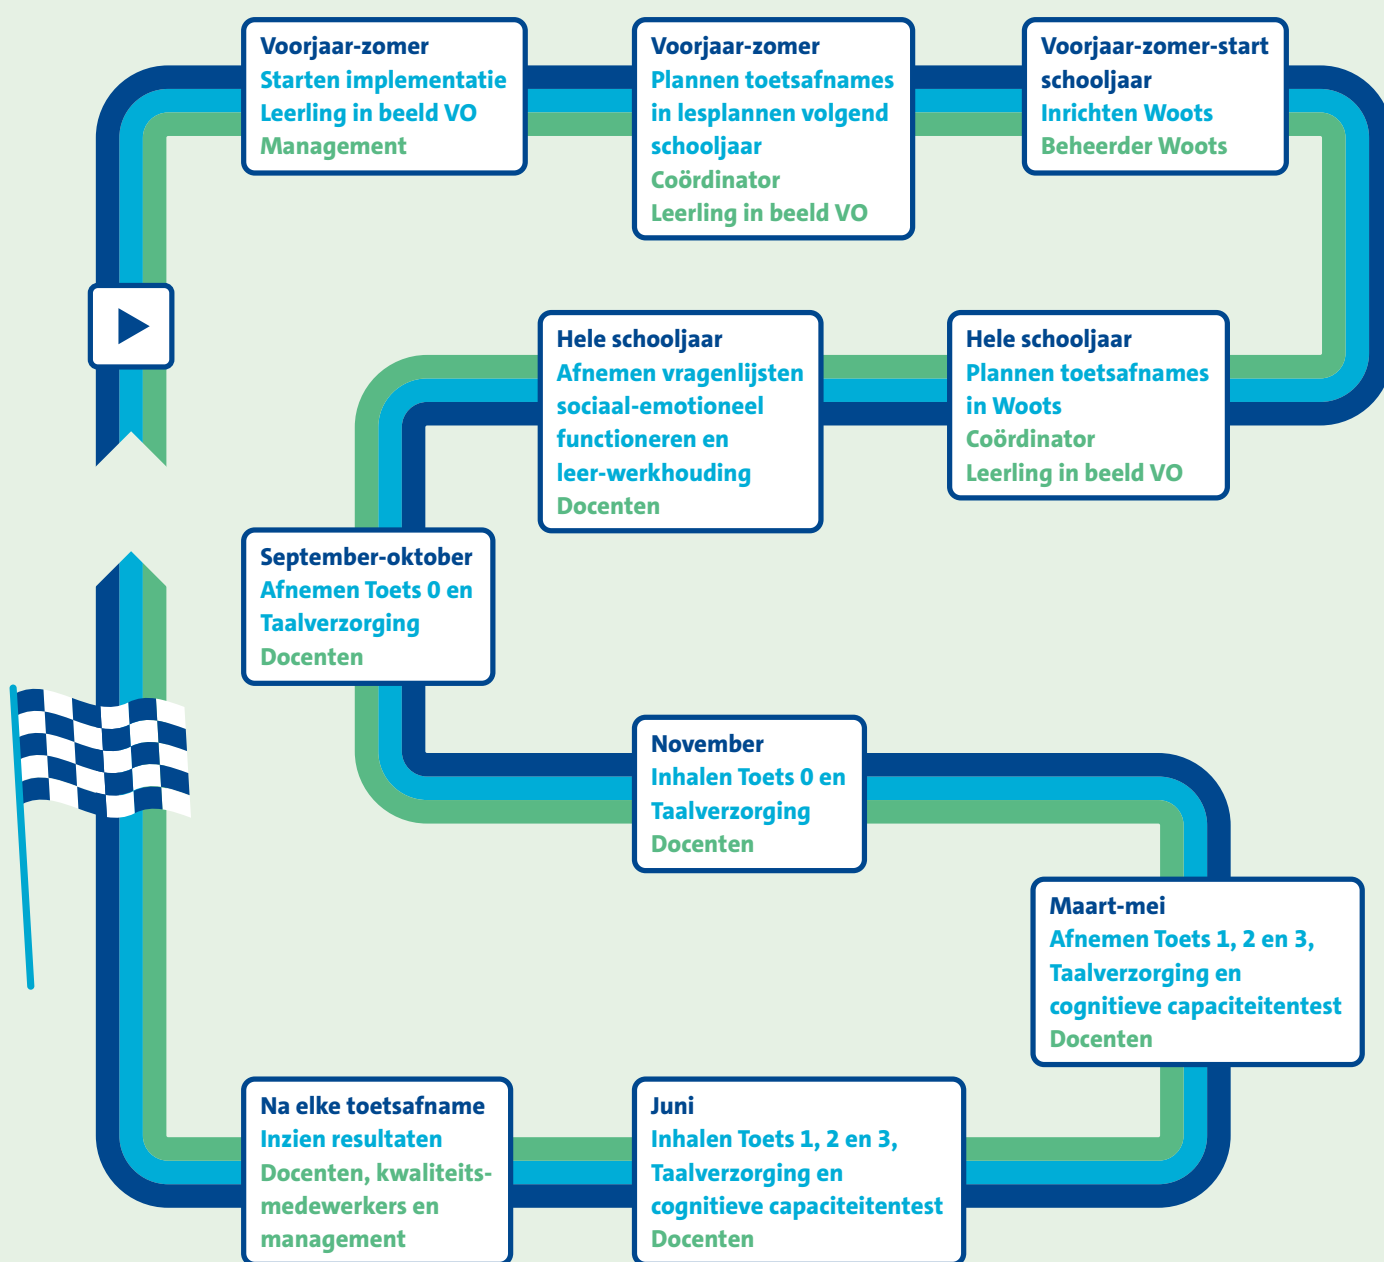 Voorjaar-zomer
Starten implementatie
Leerling in beeld VO
Management
Voorjaar-zomer
Plannen toetsafnames
in lesplannen volgend
schooljaar
Coördinator
Leerling in beeld VO
Voorjaar-zomer-start
schooljaar
Inrichten Woots
Beheerder Woots
Hele schooljaar
Plannen toetsafnames
in Woots
Coördinator
Leerling in beeld VO
Hele schooljaar
Afnemen vragenlijsten
sociaal-emotioneel
functioneren en
leer-werkhouding
Docenten
September-oktober
Afnemen Toets 0 en
Taalverzorging
Docenten
November
Inhalen Toets 0 en
Taalverzorging
Docenten
Maart-mei
Afnemen Toets 1, 2 en 3,
Taalverzorging en
cognitieve capaciteitentest
Docenten
Juni
Inhalen Toets 1, 2 en 3,
Taalverzorging en
cognitieve capaciteitentest
Docenten
Na elke toetsafname
Inzien resultaten
Docenten, kwaliteits-
medewerkers en
management